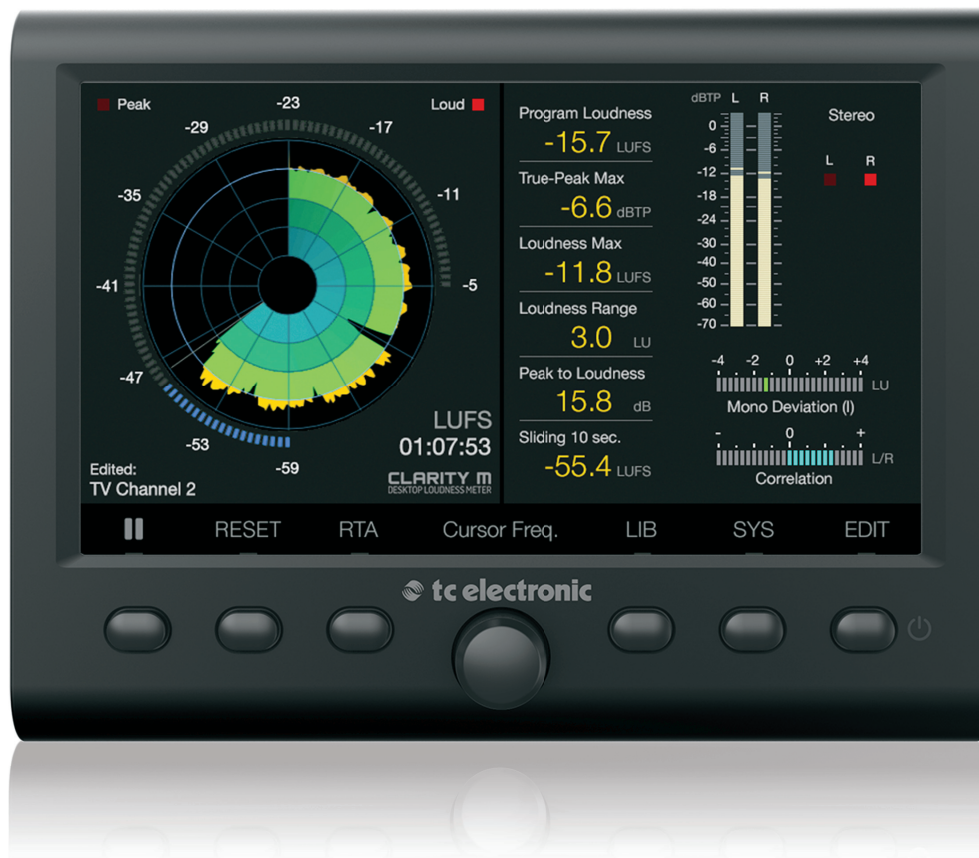 Peak
Loud
-23
-29
-17
-35
-11
-41
-5
-47
-53
-59
LUFS
01:07:53
Edited:
TV Channel 2
CLARITY M
DESKTOP LOUDNESS METER
Program Loudness
-15.7 LUFS
True-Peak Max
-6.6 dBTP
Loudness Max
-11.8 LUFS
Loudness Range
3.0 LU
Peak to Loudness
15.8 dB
Sliding 10 sec.
-55.4 LUFS
dBTP L R
0
-6
-12
-18
-24
-30
-40
-50
-60
-70
Stereo
L R
-4 -2 0 +2 +4
LU
Mono Deviation (l)
- 0 +
L/R
Correlation
RESET RTA Cursor Freq. LIB SYS EDIT
tc electronic